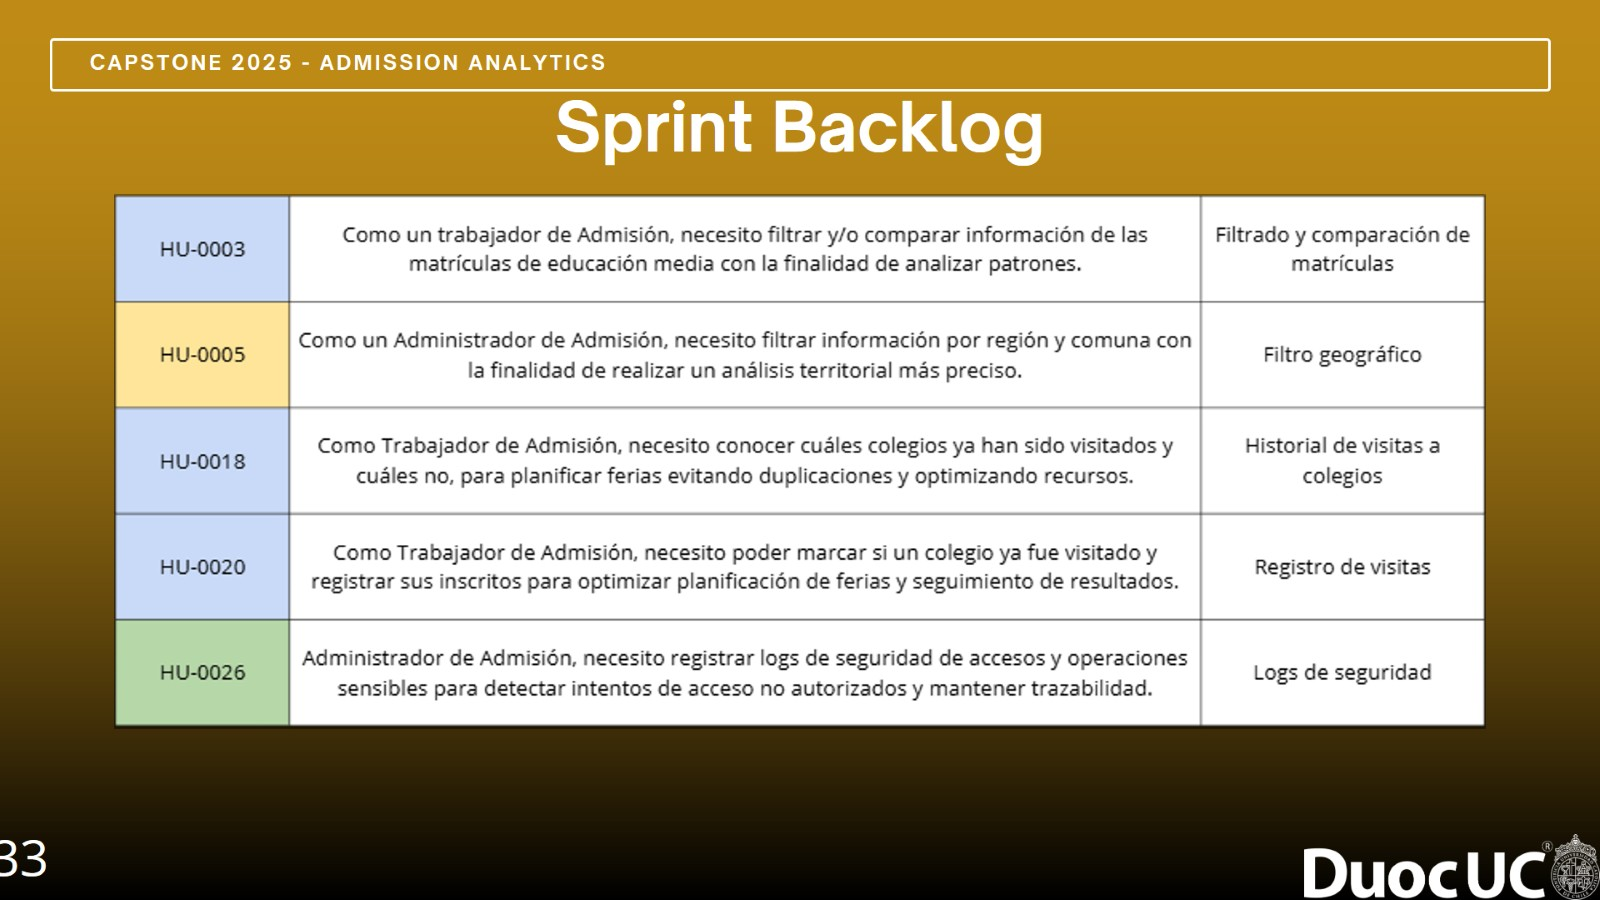 CAPSTONE 2025 - ADMISSION ANALYTICS
Sprint Backlog
HU-0003
Como un trabajador de Admisión, necesito filtrar y/o comparar información de las
matrículas de educación media con la finalidad de analizar patrones.
Filtrado y comparación de
matrículas
HU-0005
Como un Administrador de Admisión, necesito filtrar información por región y comuna con
la finalidad de realizar un análisis territorial más preciso.
Filtro geográfico
HU-0018
Como Trabajador de Admisión, necesito conocer cuáles colegios ya han sido visitados y
cuáles no, para planificar ferias evitando duplicaciones y optimizando recursos.
Historial de visitas a
colegios
HU-0020
Como Trabajador de Admisión, necesito poder marcar si un colegio ya fue visitado y
registrar sus inscritos para optimizar planificación de ferias y seguimiento de resultados.
Registro de visitas
HU-0026
Administrador de Admisión, necesito registrar logs de seguridad de accesos y operaciones
sensibles para detectar intentos de acceso no autorizados y mantener trazabilidad.
Logs de seguridad
33
DuocUC®